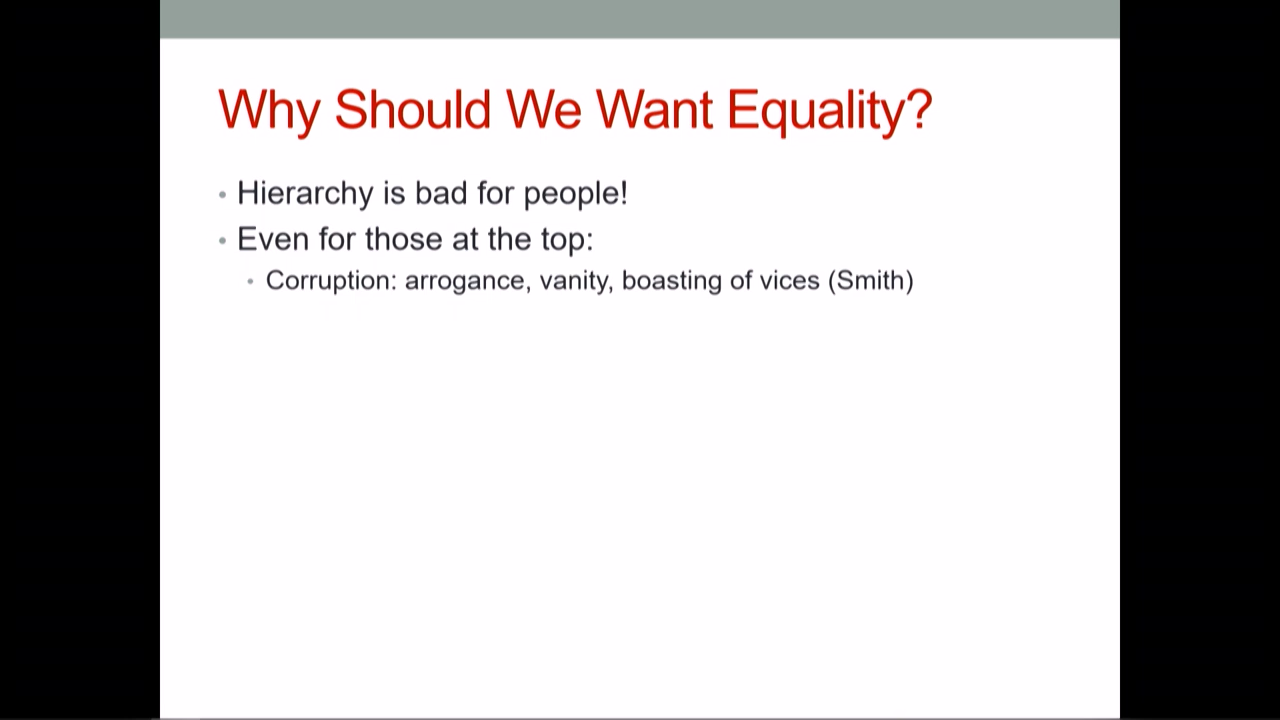 Why Should We Want Equality?
• Hierarchy is bad for people!
• Even for those at the top:
• Corruption: arrogance, vanity, boasting of vices (Smith)